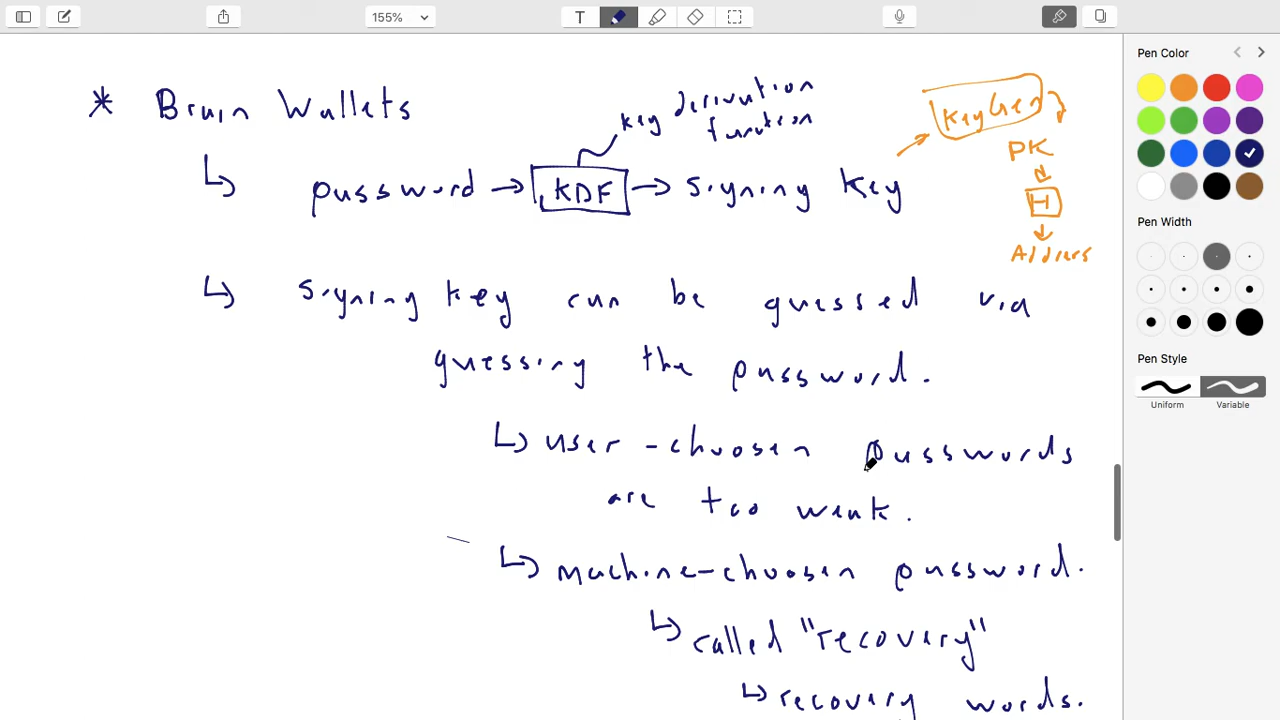 155%
T
Pen Color
* Brain Wallets
key derivation
function
KeyGen
PK
H
Address
password → KDF → signing key
Pen Width
signing key can be guessed via
guessing the password.
Pen Style
Uniform Variable
↳ user-choosen passwords
are too weak.
↳ machine-choosen password.
↳ called "recovery"
↳ recovery words.